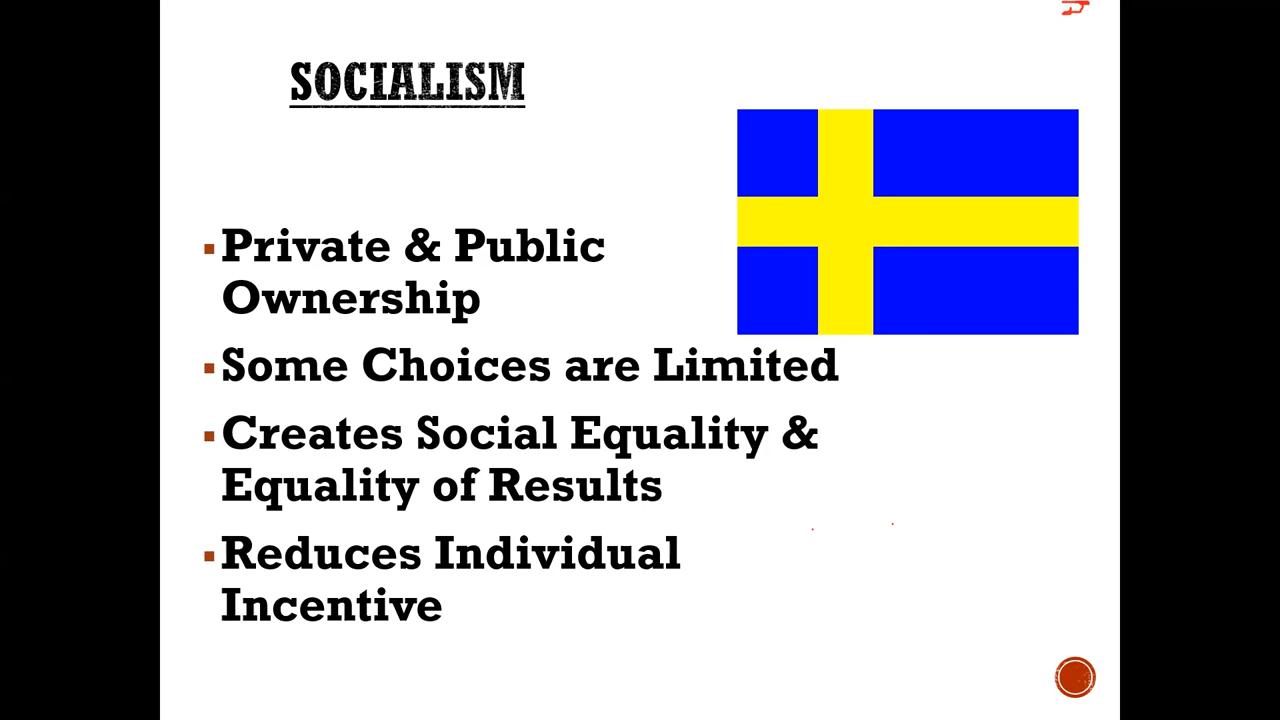 SOCIALISM
Private & Public
Ownership
Some Choices are Limited
Creates Social Equality &
Equality of Results
Reduces Individual
Incentive